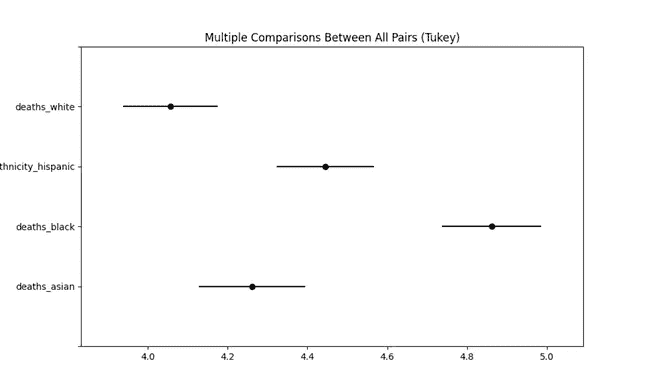 Multiple Comparisons Between All Pairs (Tukey)
deaths_white
thnicity_hispanic
deaths_black
deaths_asian
4.0 4.2 4.4 4.6 4.8 5.0